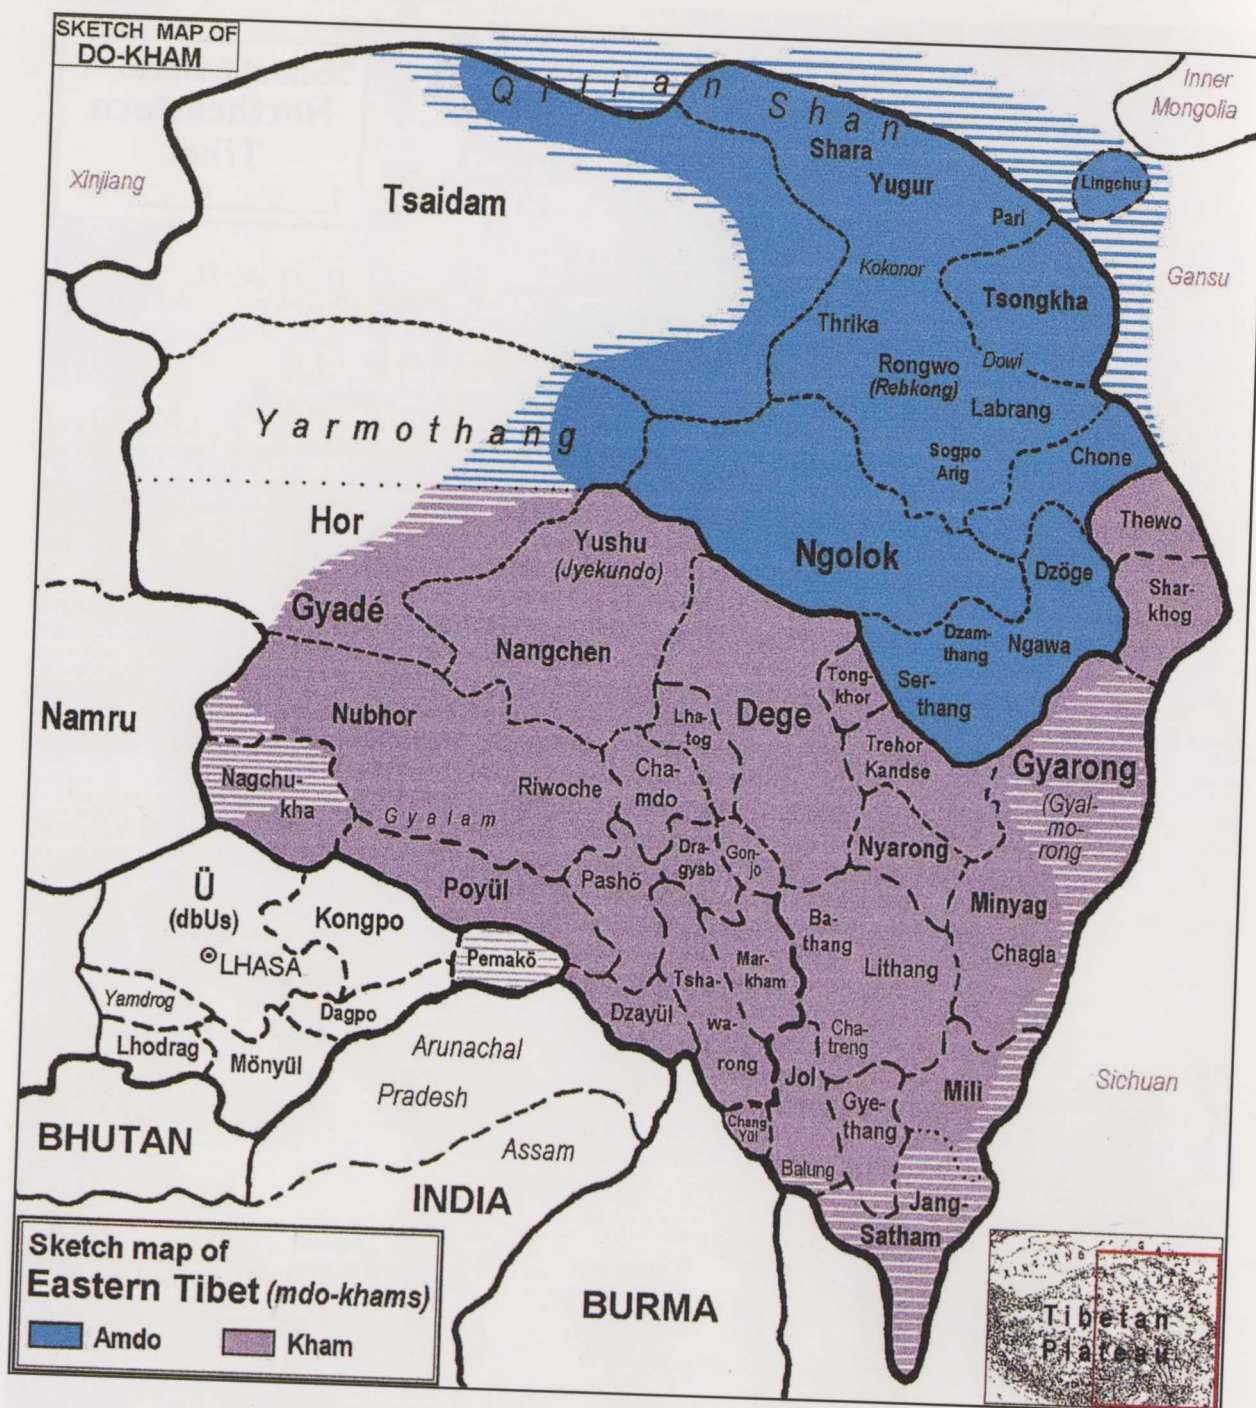 SKETCH MAP OF
DO-KHAM
Inner
Mongolia
Qilian Shan
Shara
Yugur
Xinjiang
Tsaidam
Lingchu
Pari
Kokonor
Gansu
Tsongkha
Thrika
Rongwo
(Rebkong)
Dowi
Labrang
Yarmothang
Sogpo
Arig
Chone
Hor
Thewo
Yushu
(Jyekundo)
Ngolok
Dzöge
Shar-
khog
Gyadé
Nangchen
Dzam-
thang
Ngawa
Tong-
khor
Ser-
thang
Namru
Nubhor
Lha-
tog
Dege
Trehor
Kandse
Gyarong
(Gyal-
mo-
rong
Nagchu-
kha
Riwoche
Cha-
mdo
Gyalam
Dra-
gyab
Gon-
jo
Nyarong
Ü
(dbUs)
Kongpo
Poyül
Pashö
Minyag
Ba-
thang
Chagla
LHASA
Pemakö
Tsha-
wa-
rong
Mar-
kham
Lithang
Yamdrog
Dagpo
Dzayül
Lhodrag
Mönyül
Arunachal
Pradesh
Cha-
treng
Jol
Mili
Sichuan
Gye-
thang
Chang
Yül
BHUTAN
Assam
Balung
INDIA
Jang-
Satham
BURMA
Sketch map of
Eastern Tibet (mdo-khams)
Amdo
Kham
Tibetan
Plateau